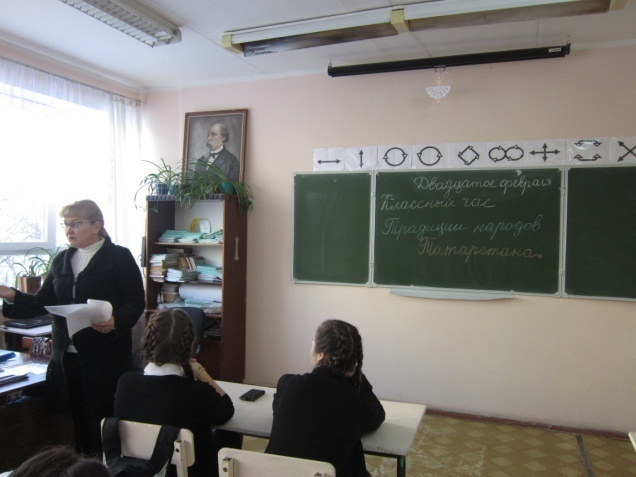 Двадцатое февраля
Классный час
Традиции народов
Татарстана.